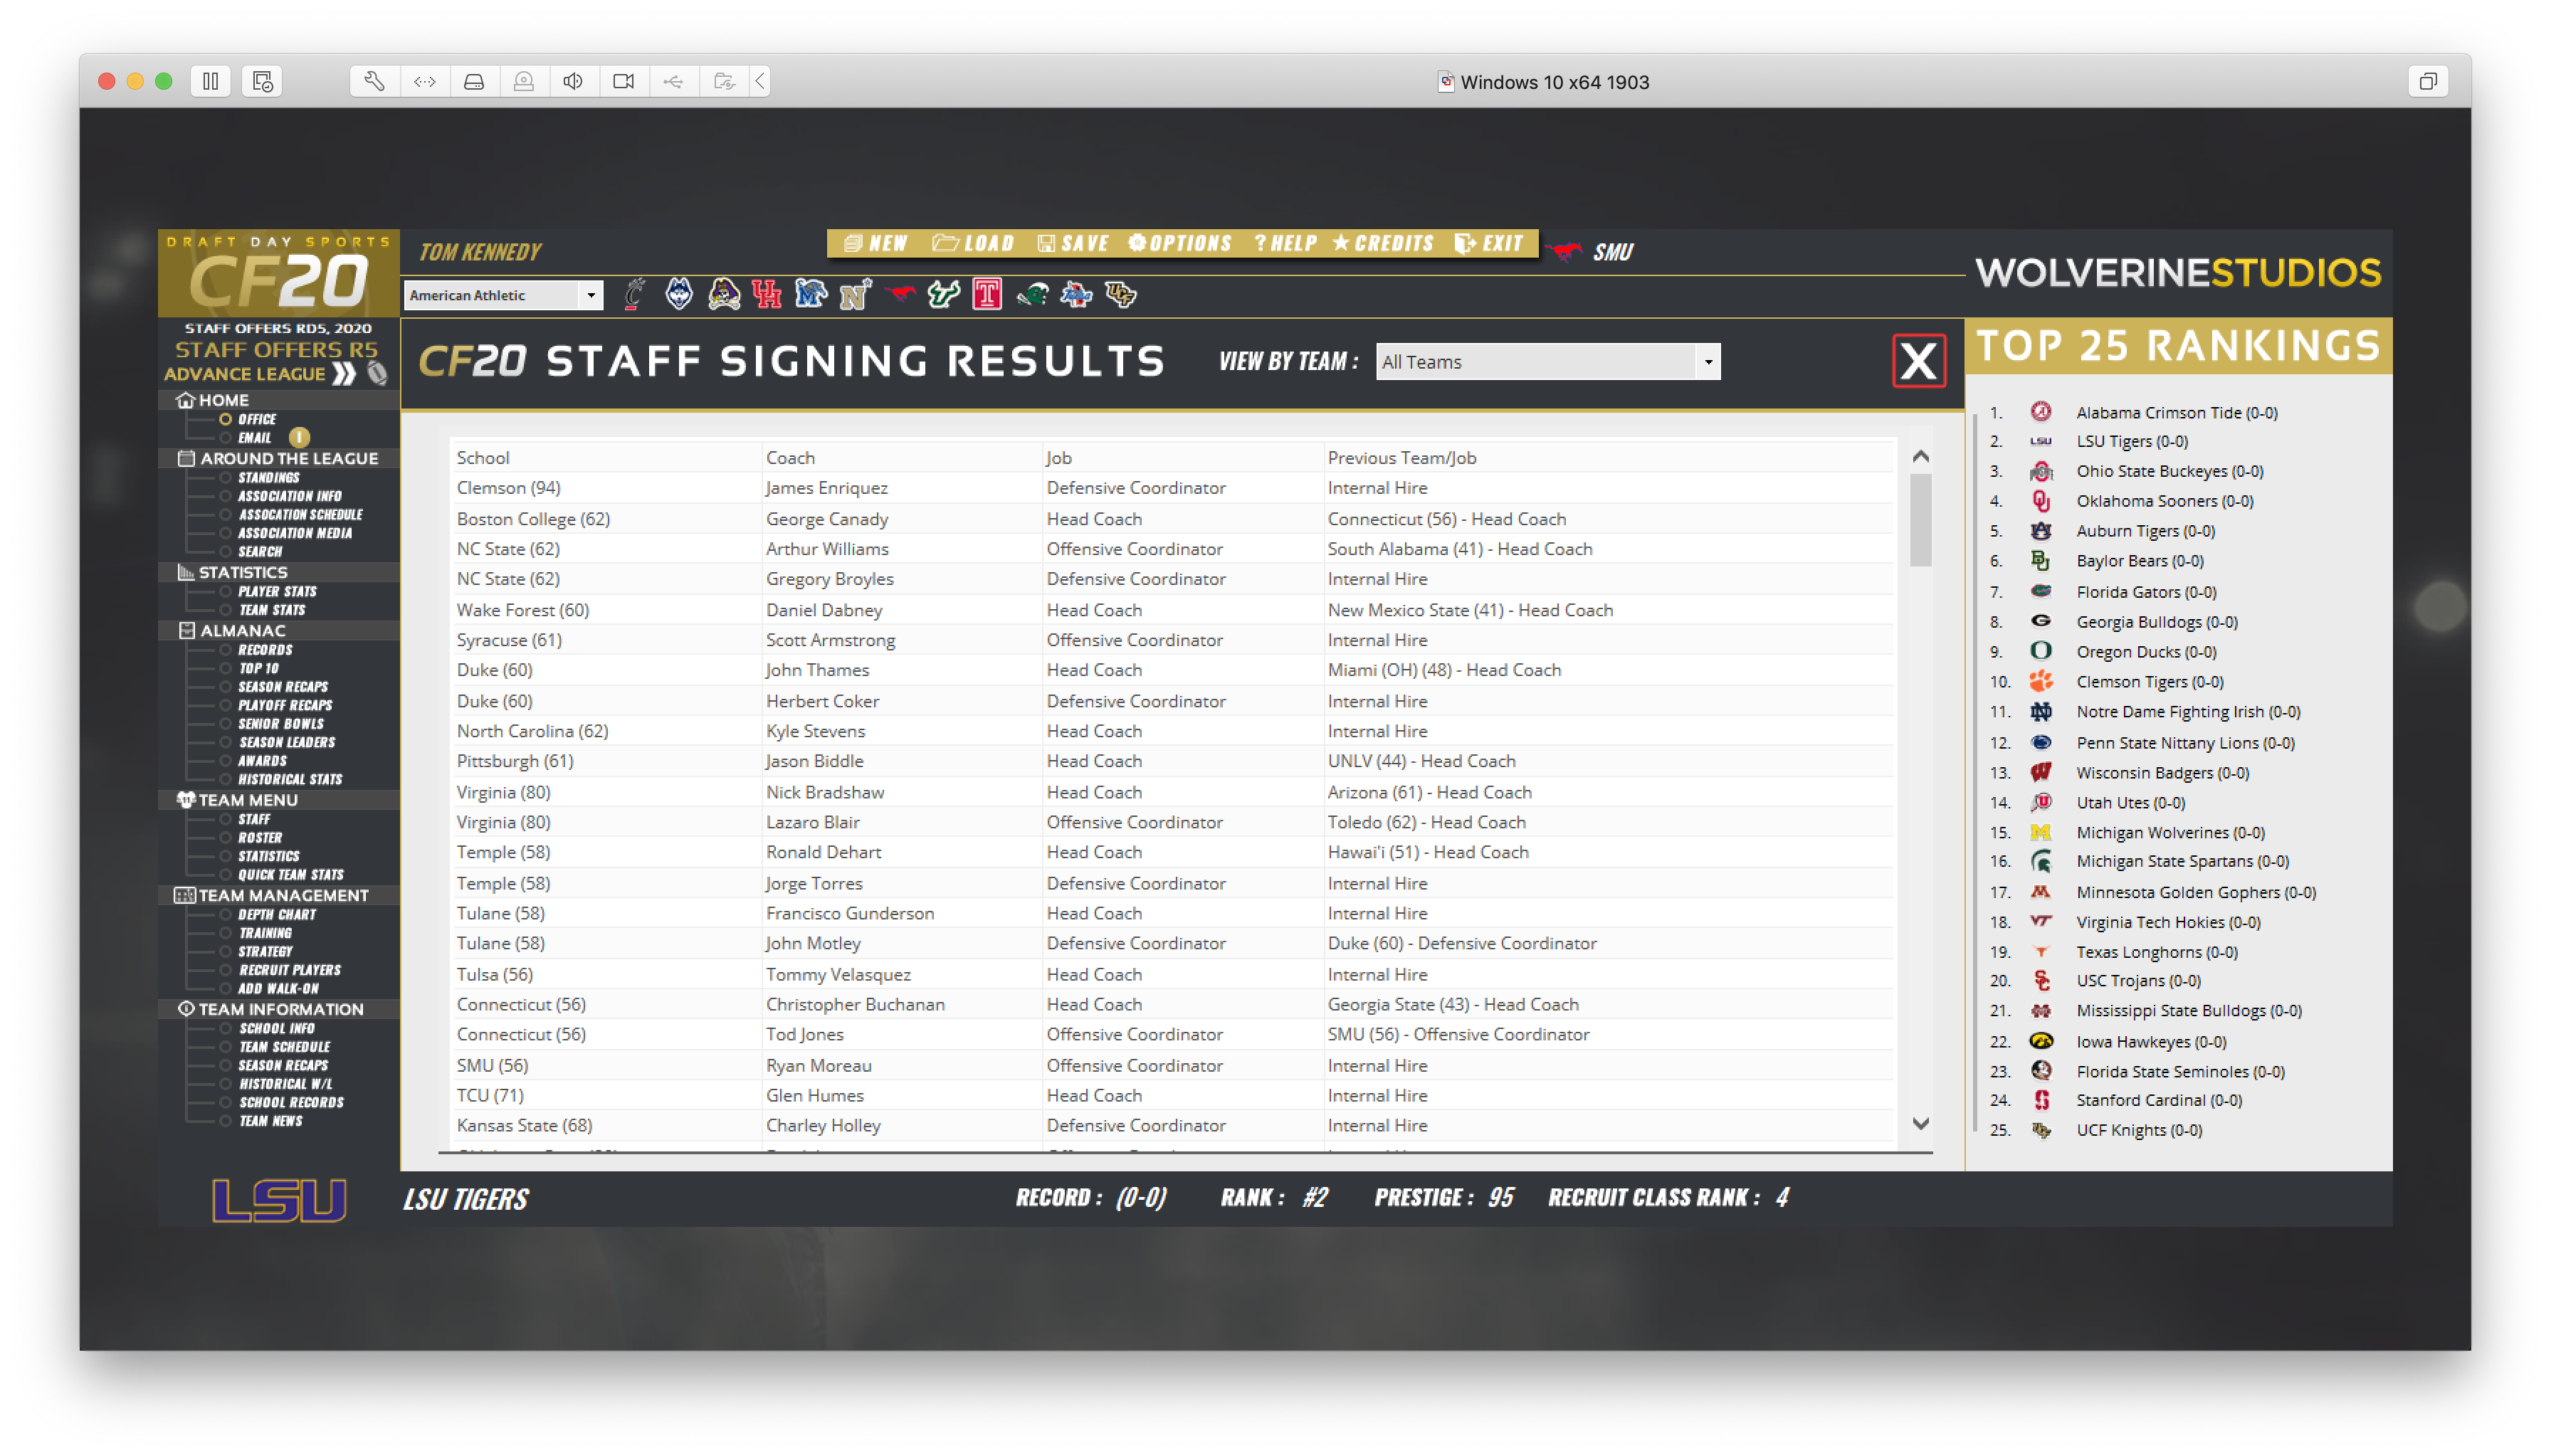 Windows 10 x64 1903
DRAFT DAY SPORTS
CF20
TOM KENNEDY
NEW LOAD SAVE OPTIONS ? HELP CREDITS EXIT
SMU
WOLVERINESTUDIOS
American Athletic
STAFF OFFERS RD5, 2020
STAFF OFFERS R5
ADVANCE LEAGUE
CF20 STAFF SIGNING RESULTS
VIEW BY TEAM : All Teams
X
TOP 25 RANKINGS
HOME
OFFICE
EMAIL
AROUND THE LEAGUE
STANDINGS
ASSOCIATION INFO
ASSOCATION SCHEDULE
ASSOCIATION MEDIA
SEARCH
STATISTICS
PLAYER STATS
TEAM STATS
ALMANAC
RECORDS
TOP 10
SEASON RECAPS
PLAYOFF RECAPS
SENIOR BOWLS
SEASON LEADERS
AWARDS
HISTORICAL STATS
TEAM MENU
STAFF
ROSTER
STATISTICS
QUICK TEAM STATS
TEAM MANAGEMENT
DEPTH CHART
TRAINING
STRATEGY
RECRUIT PLAYERS
ADD WALK-ON
TEAM INFORMATION
SCHOOL INFO
TEAM SCHEDULE
SEASON RECAPS
HISTORICAL W/L
SCHOOL RECORDS
TEAM NEWS
School Coach Job Previous Team/Job
Clemson (94) James Enriquez Defensive Coordinator Internal Hire
Boston College (62) George Canady Head Coach Connecticut (56) - Head Coach
NC State (62) Arthur Williams Offensive Coordinator South Alabama (41) - Head Coach
NC State (62) Gregory Broyles Defensive Coordinator Internal Hire
Wake Forest (60) Daniel Dabney Head Coach New Mexico State (41) - Head Coach
Syracuse (61) Scott Armstrong Offensive Coordinator Internal Hire
Duke (60) John Thames Head Coach Miami (OH) (48) - Head Coach
Duke (60) Herbert Coker Defensive Coordinator Internal Hire
North Carolina (62) Kyle Stevens Head Coach Internal Hire
Pittsburgh (61) Jason Biddle Head Coach UNLV (44) - Head Coach
Virginia (80) Nick Bradshaw Head Coach Arizona (61) - Head Coach
Virginia (80) Lazaro Blair Offensive Coordinator Toledo (62) - Head Coach
Temple (58) Ronald Dehart Head Coach Hawai'i (51) - Head Coach
Temple (58) Jorge Torres Defensive Coordinator Internal Hire
Tulane (58) Francisco Gunderson Head Coach Internal Hire
Tulane (58) John Motley Defensive Coordinator Duke (60) - Defensive Coordinator
Tulsa (56) Tommy Velasquez Head Coach Internal Hire
Connecticut (56) Christopher Buchanan Head Coach Georgia State (43) - Head Coach
Connecticut (56) Tod Jones Offensive Coordinator SMU (56) - Offensive Coordinator
SMU (56) Ryan Moreau Offensive Coordinator Internal Hire
TCU (71) Glen Humes Head Coach Internal Hire
Kansas State (68) Charley Holley Defensive Coordinator Internal Hire
1. Alabama Crimson Tide (0-0)
2. LSU LSU Tigers (0-0)
3. Ohio State Buckeyes (0-0)
4. Oklahoma Sooners (0-0)
5. Auburn Tigers (0-0)
6. Baylor Bears (0-0)
7. Florida Gators (0-0)
8. Georgia Bulldogs (0-0)
9. Oregon Ducks (0-0)
10. Clemson Tigers (0-0)
11. Notre Dame Fighting Irish (0-0)
12. Penn State Nittany Lions (0-0)
13. Wisconsin Badgers (0-0)
14. Utah Utes (0-0)
15. Michigan Wolverines (0-0)
16. Michigan State Spartans (0-0)
17. Minnesota Golden Gophers (0-0)
18. Virginia Tech Hokies (0-0)
19. Texas Longhorns (0-0)
20. USC Trojans (0-0)
21. Mississippi State Bulldogs (0-0)
22. Iowa Hawkeyes (0-0)
23. Florida State Seminoles (0-0)
24. Stanford Cardinal (0-0)
25. UCF Knights (0-0)
LSU LSU TIGERS RECORD : (0-0) RANK : #2 PRESTIGE : 95 RECRUIT CLASS RANK : 4